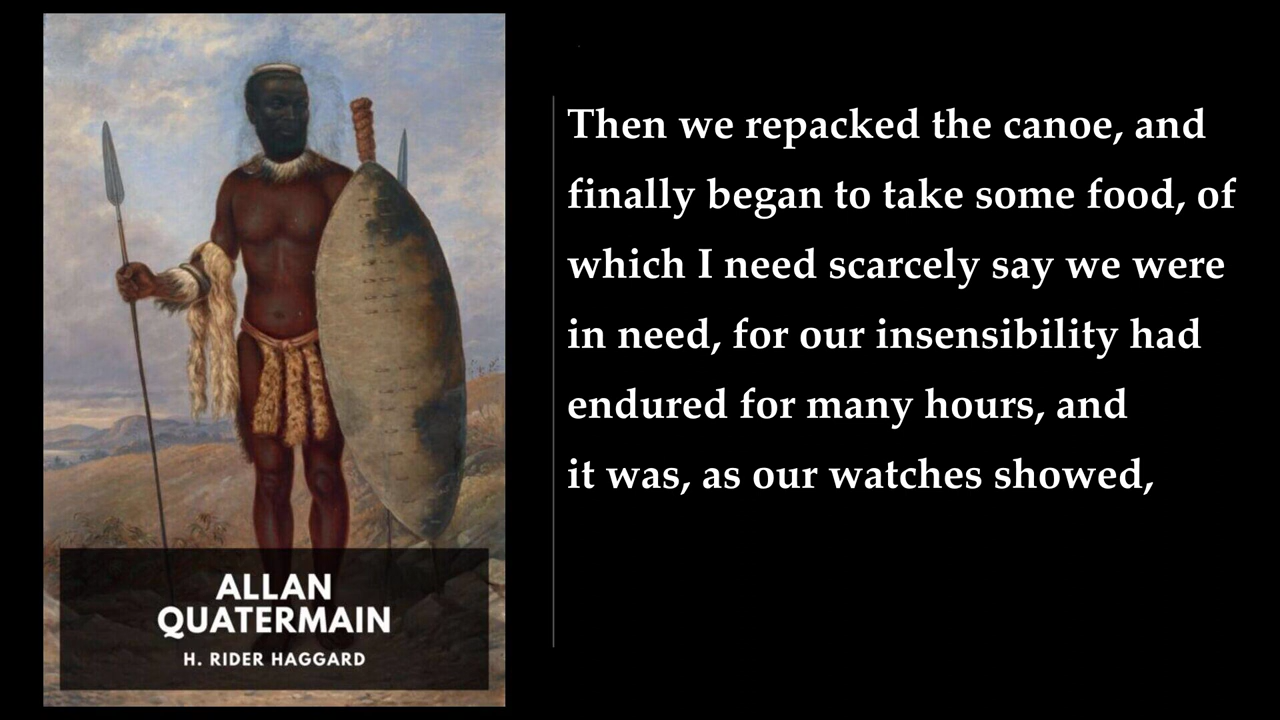 ALLAN
QUATERMAIN
H. RIDER HAGGARD
Then we repacked the canoe, and
finally began to take some food, of
which I need scarcely say we were
in need, for our insensibility had
endured for many hours, and
it was, as our watches showed,